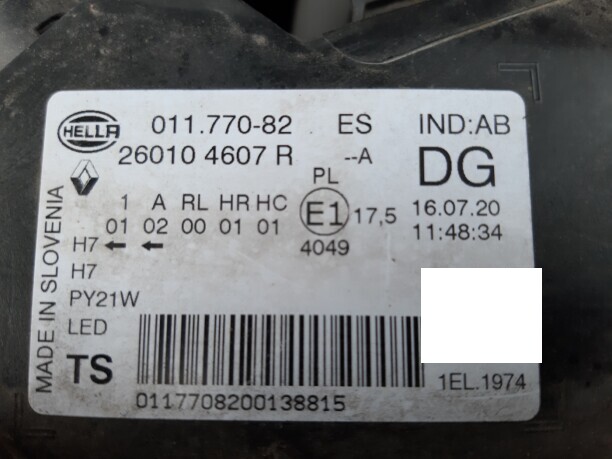 HELLA 011.770-82 ES IND:AB
26010 4607 R --A DG
PL
1 A RL HR HC E1 17,5 16.07.20
01 02 00 01 01 4049 11:48:34
H7 ← ←
H7
PY21W
LED
TS 1EL.1974
0117708200138815
MADE IN SLOVENIA